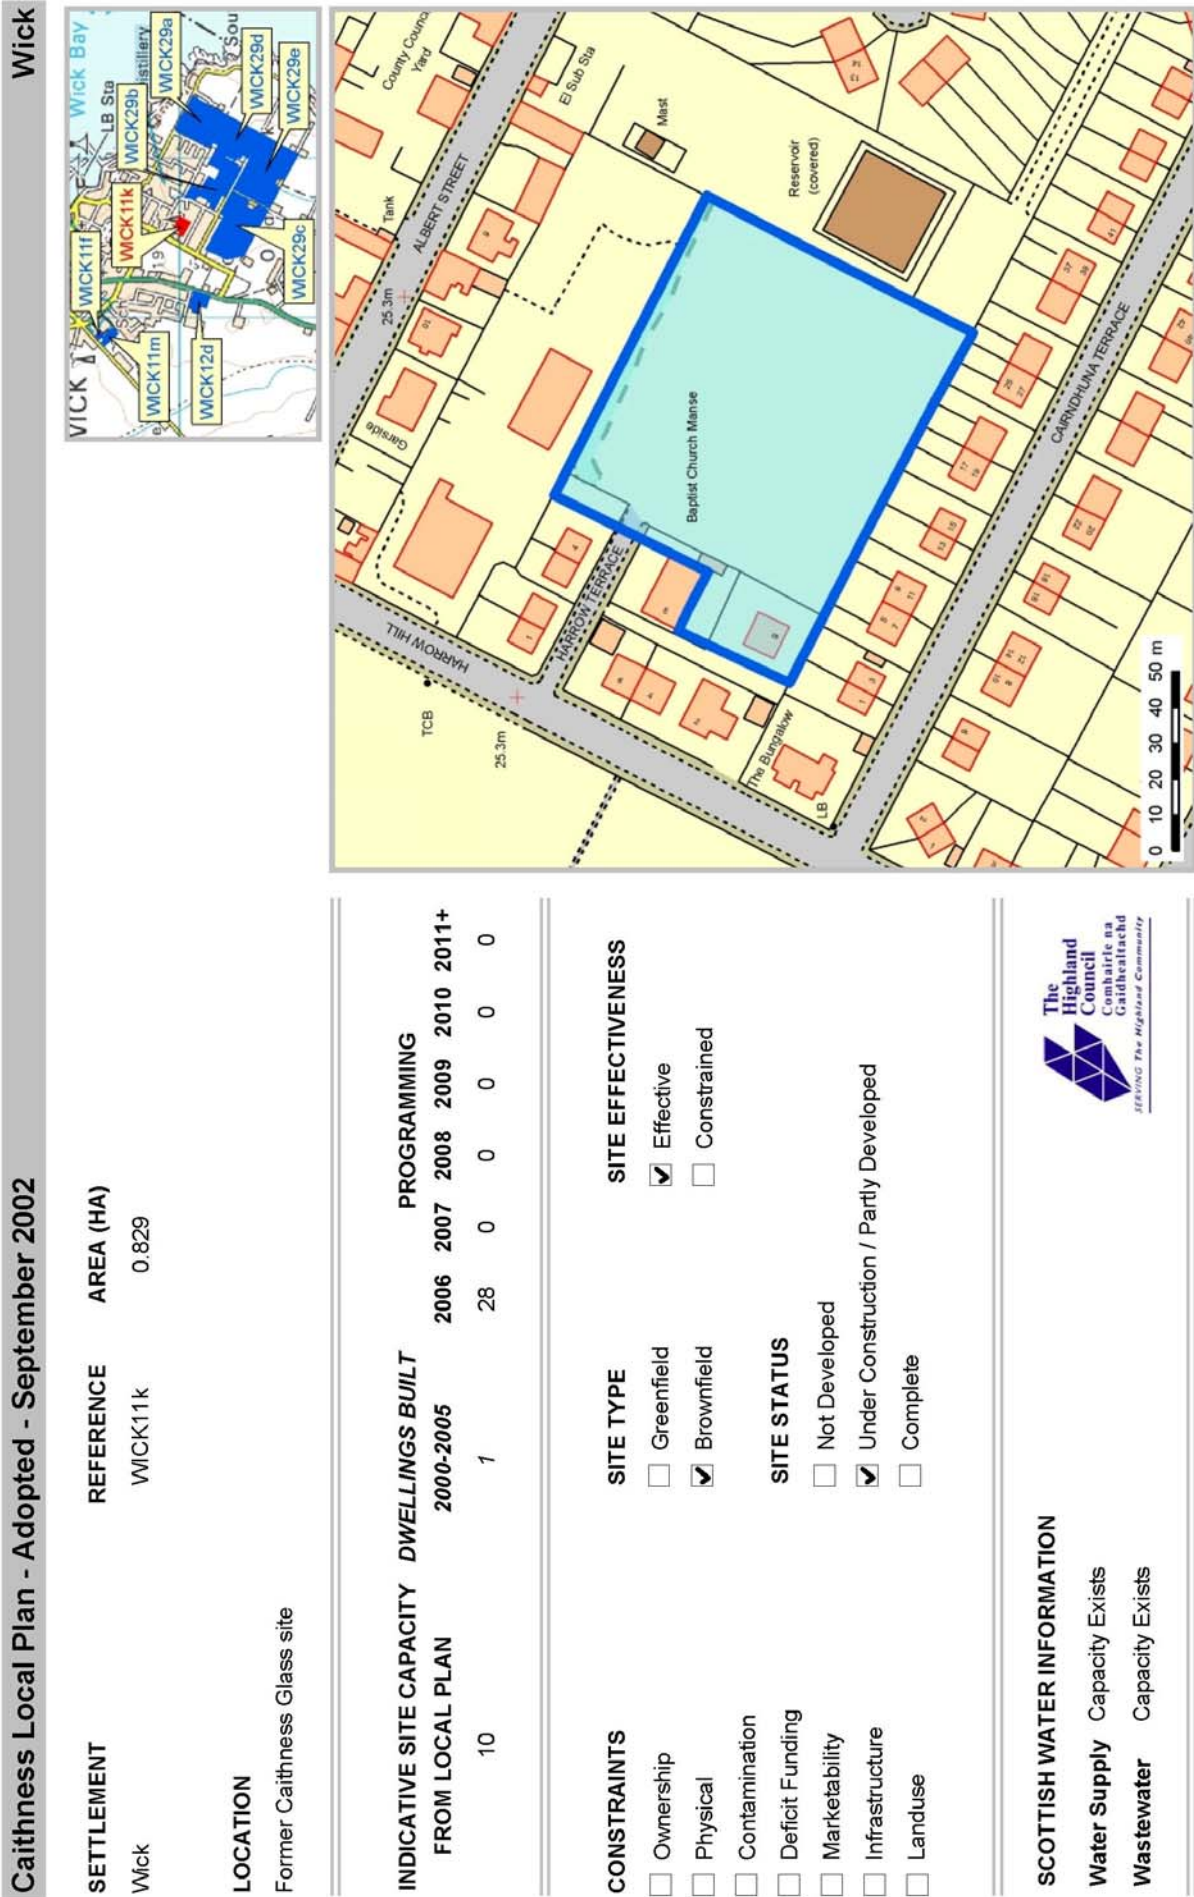 Caithness Local Plan - Adopted - September 2002 Wick
SETTLEMENT REFERENCE AREA (HA)
Wick WICK11k 0.829
LOCATION
Former Caithness Glass site
INDICATIVE SITE CAPACITY DWELLINGS BUILT PROGRAMMING
FROM LOCAL PLAN 2000-2005 2006 2007 2008 2009 2010 2011+
10 1 28 0 0 0 0 0
CONSTRAINTS SITE TYPE SITE EFFECTIVENESS
Ownership Greenfield Effective
Physical Brownfield Constrained
Contamination
Deficit Funding SITE STATUS
Marketability Not Developed
Infrastructure Under Construction / Partly Developed
Landuse Complete
SCOTTISH WATER INFORMATION
Water Supply Capacity Exists
Wastewater Capacity Exists
The
Highland
Council
Comhairle na
Gaidhealtachd
SERVING The Highland Community
Wick Bay
LB Sta
WICK11f
WICK11k
WICK29b
WICK29a
WICK29d
WICK29e
WICK29c
WICK11m
WICK12d
County Council
Yard
El Sub Sta
Mast
Tank
ALBERT STREET
25.3m
Garside
Reservoir
(covered)
Baptist Church Manse
HARROW HILL
HARROW TERRACE
TCB
25.3m
The Bungalow
LB
CAIRNDHUNA TERRACE
0 10 20 30 40 50 m